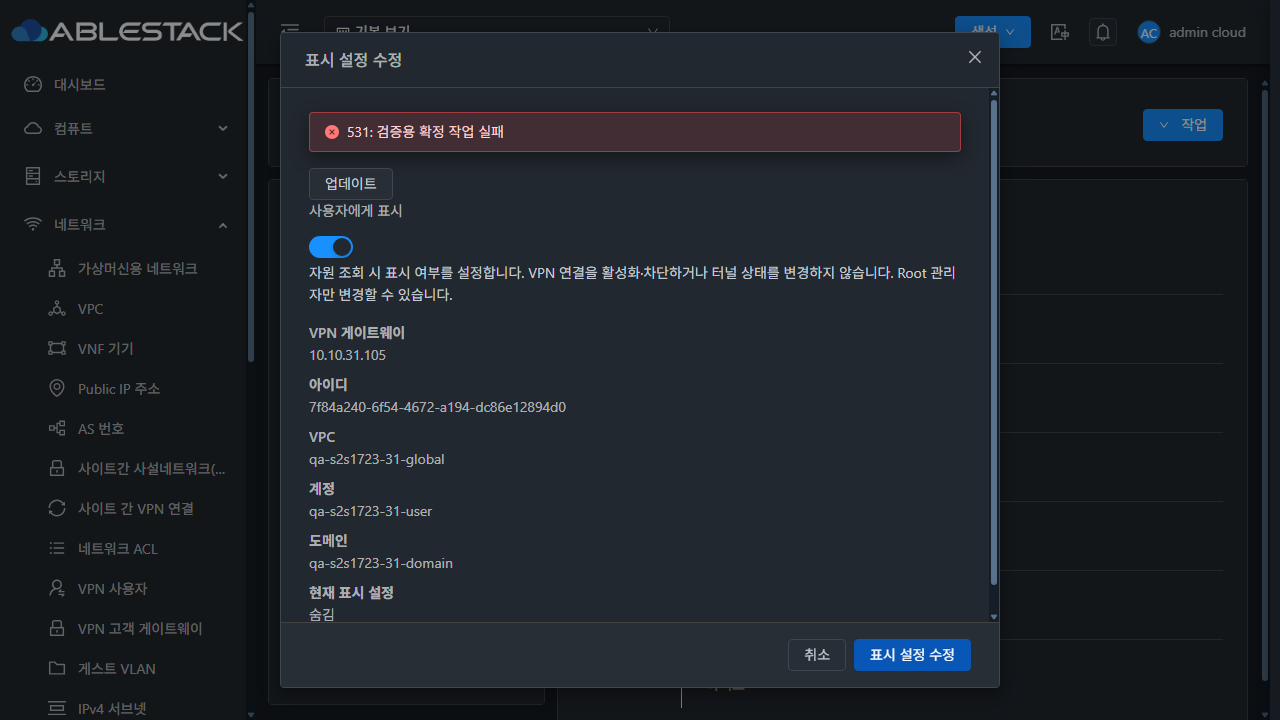 ABLESTACK
기본 보기
생성
AC
admin cloud
대시보드
컴퓨트
스토리지
네트워크
가상머신용 네트워크
VPC
VNF 기기
Public IP 주소
AS 번호
사이트간 사설네트워크(...
사이트 간 VPN 연결
네트워크 ACL
VPN 사용자
VPN 고객 게이트웨이
게스트 VLAN
IPv4 서브넷
작업
표시 설정 수정
531: 검증용 확정 작업 실패
업데이트
사용자에게 표시
자원 조회 시 표시 여부를 설정합니다. VPN 연결을 활성화·차단하거나 터널 상태를 변경하지 않습니다. Root 관리
자만 변경할 수 있습니다.
VPN 게이트웨이
10.10.31.105
아이디
7f84a240-6f54-4672-a194-dc86e12894d0
VPC
qa-s2s1723-31-global
계정
qa-s2s1723-31-user
도메인
qa-s2s1723-31-domain
현재 표시 설정
숨김
취소
표시 설정 수정